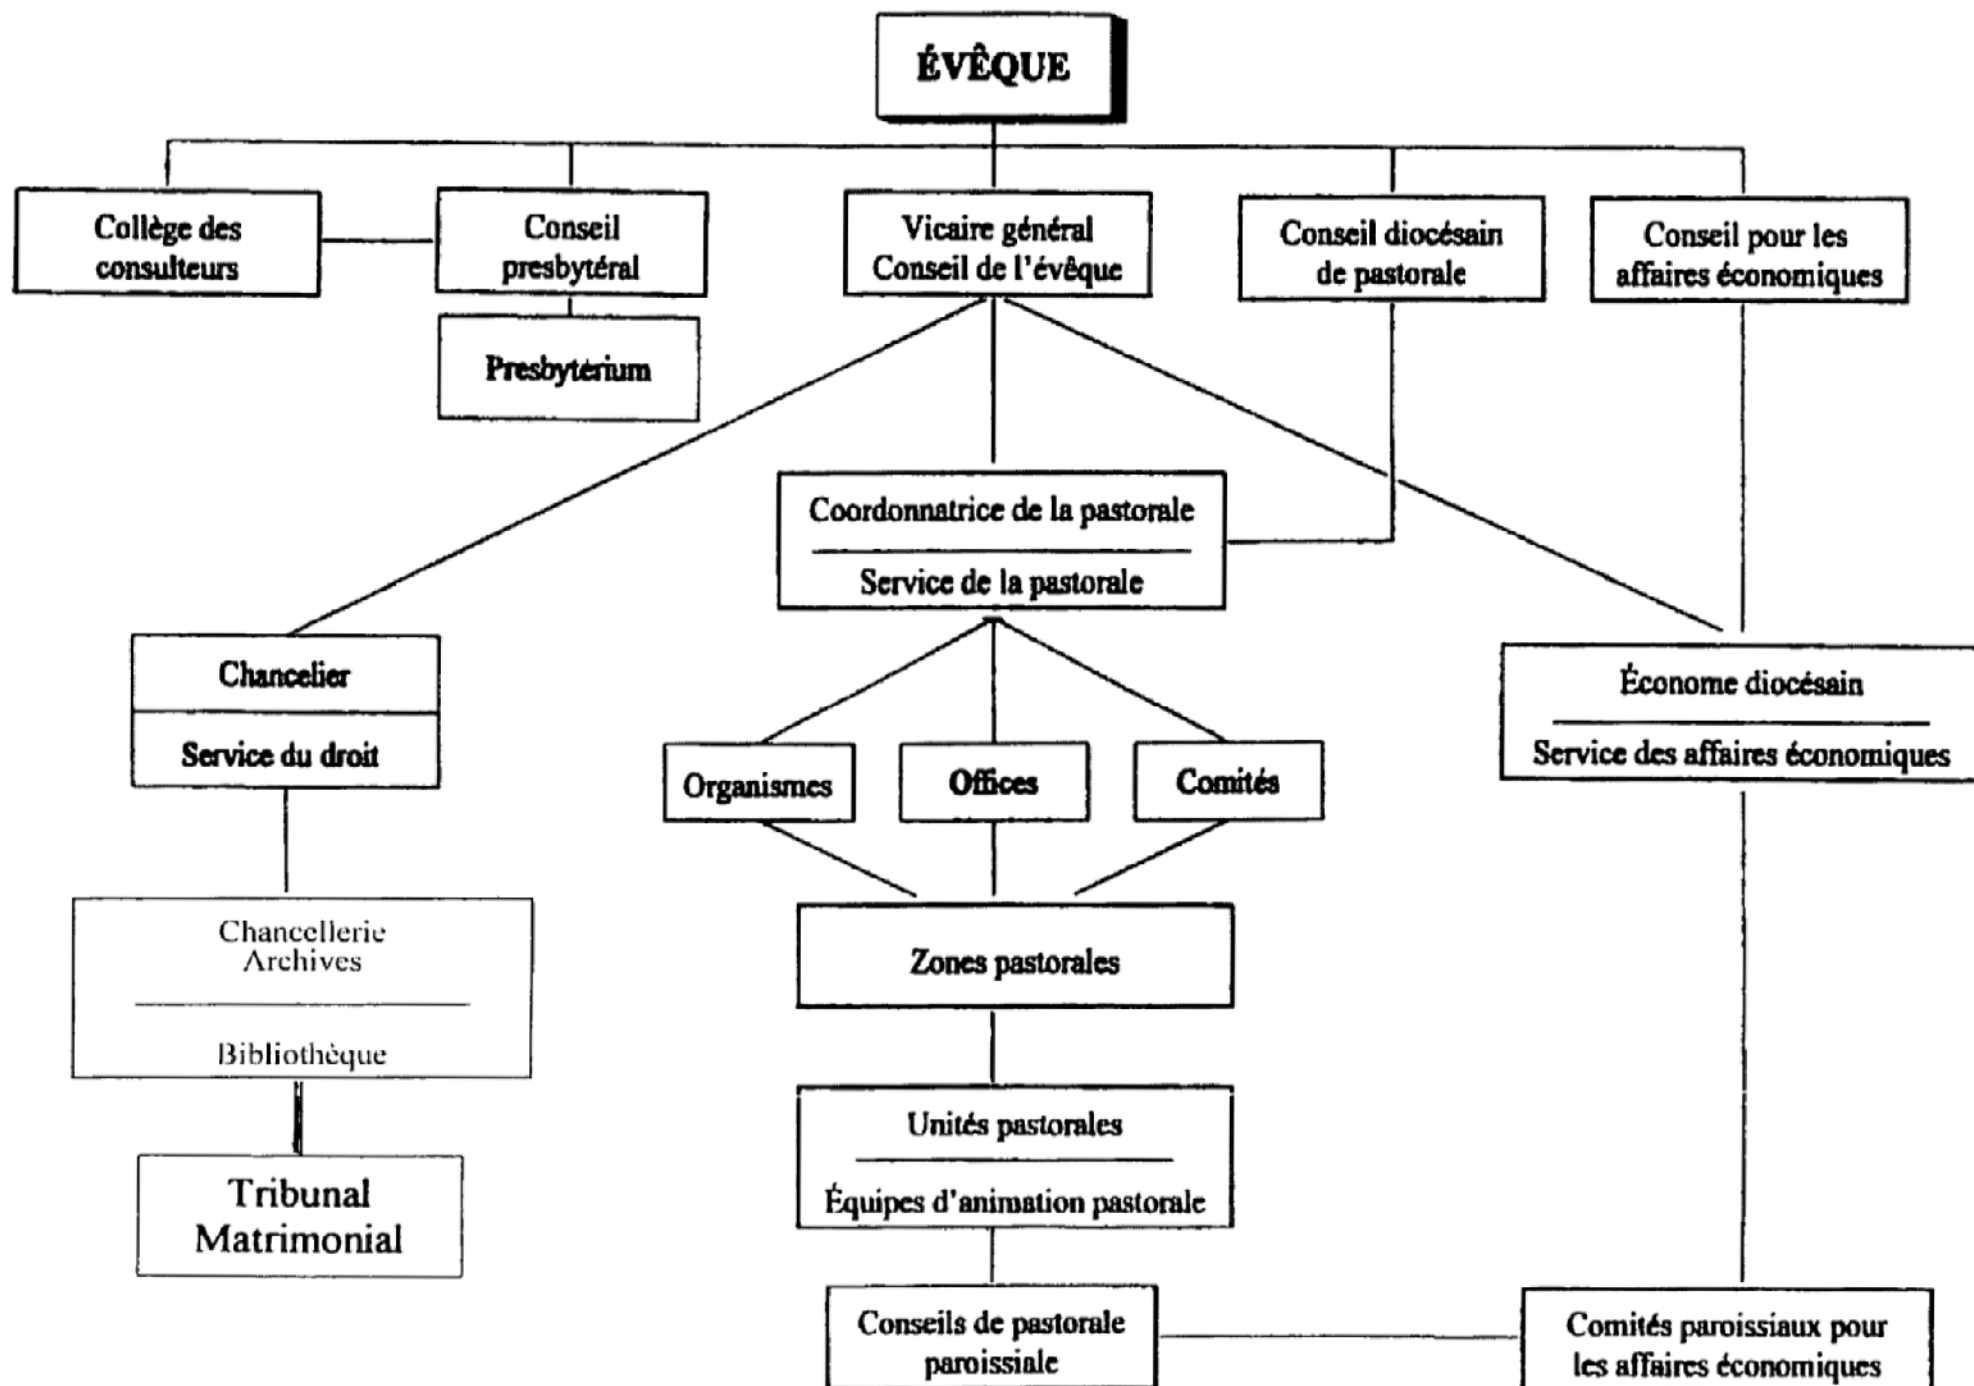 ÉVÊQUE
Collège des
consulteurs
Conseil
presbytéral
Vicaire général
Conseil de l'évêque
Conseil diocésain
de pastorale
Conseil pour les
affaires économiques
Presbytérium
Coordonnatrice de la pastorale
Service de la pastorale
Chancelier
Service du droit
Organismes
Offices
Comités
Économe diocésain
Service des affaires économiques
Chancellerie
Archives
Bibliothèque
Zones pastorales
Unités pastorales
Équipes d'animation pastorale
Tribunal
Matrimonial
Conseils de pastorale
paroissiale
Comités paroissiaux pour
les affaires économiques